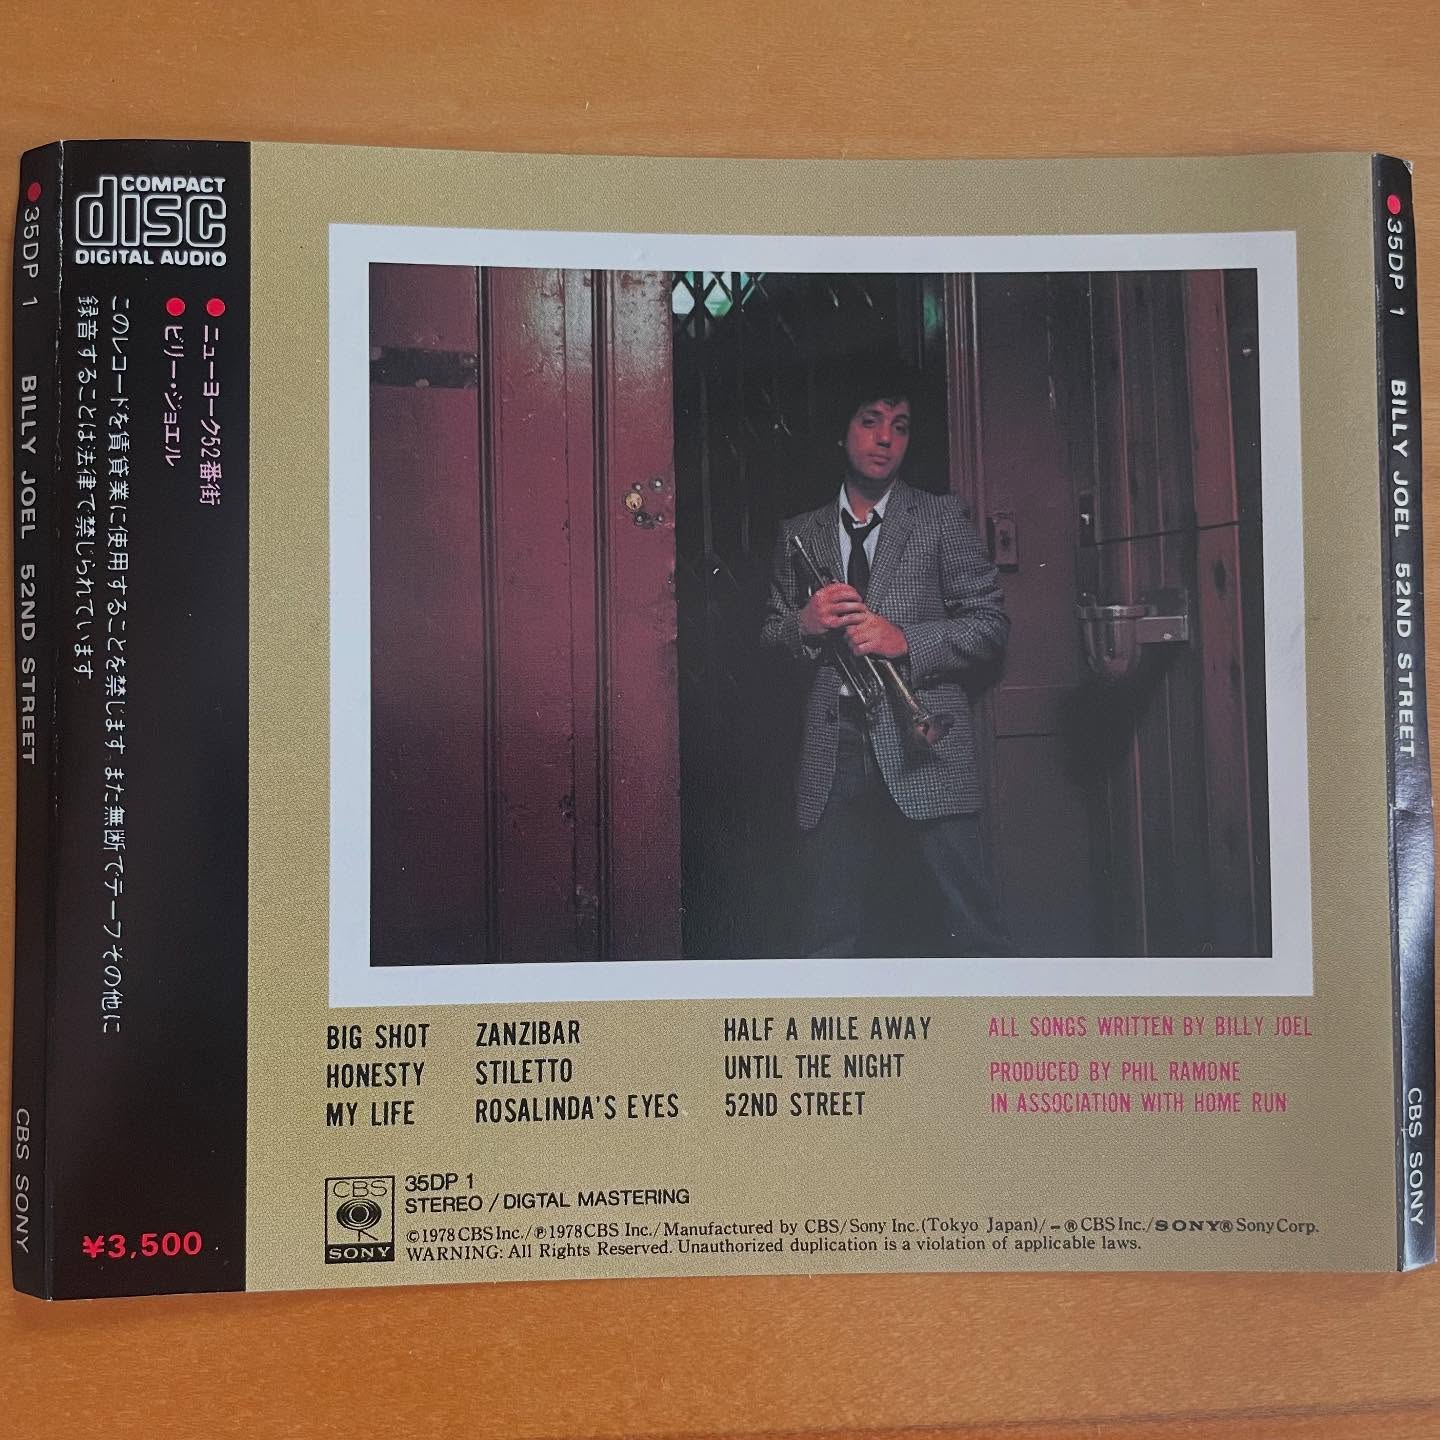 ●35DP 1 BILLY JOEL 52ND STREET CBS SONY
COMPACT
disc
DIGITAL AUDIO
●ニューヨーク52番街
●ビリー・ジョエル
このレコードを賃貸業に使用することを禁じます また無断でテープその他に
録音することは法律で禁じられています
¥3,500
BIG SHOT
HONESTY
MY LIFE
ZANZIBAR
STILETTO
ROSALINDA'S EYES
HALF A MILE AWAY
UNTIL THE NIGHT
52ND STREET
ALL SONGS WRITTEN BY BILLY JOEL
PRODUCED BY PHIL RAMONE
IN ASSOCIATION WITH HOME RUN
CBS
SONY
35DP 1
STEREO / DIGTAL MASTERING
©1978 CBS Inc./℗1978 CBS Inc./Manufactured by CBS/Sony Inc. (Tokyo Japan)/-® CBS Inc./SONY® Sony Corp.
WARNING: All Rights Reserved. Unauthorized duplication is a violation of applicable laws.
●35DP 1 BILLY JOEL 52ND STREET CBS SONY